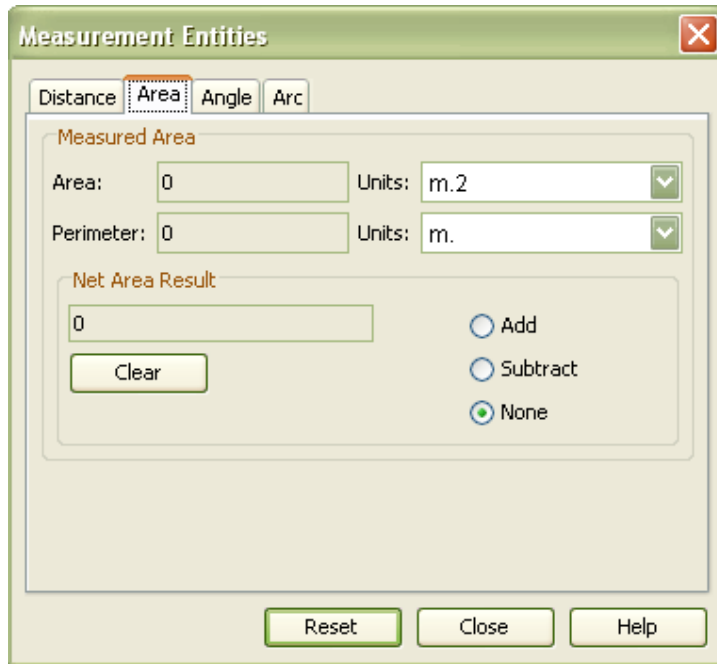 Measurement Entities
Distance Area Angle Arc
Measured Area
Area: 0 Units: m.2
Perimeter: 0 Units: m.
Net Area Result
0 Add
Clear Subtract
None
Reset Close Help